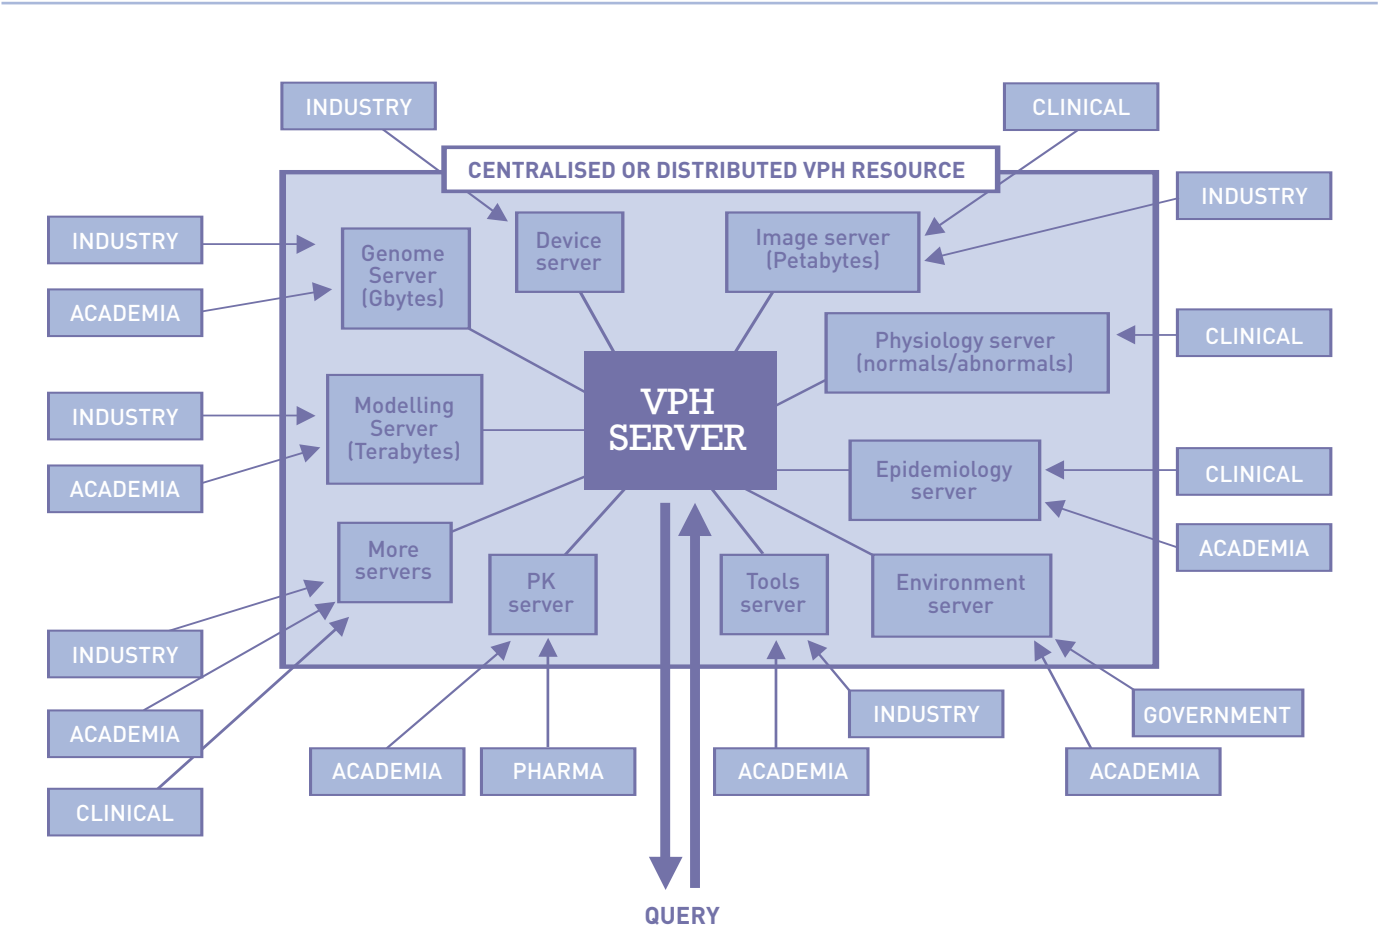 INDUSTRY
CLINICAL
CENTRALISED OR DISTRIBUTED VPH RESOURCE
INDUSTRY
INDUSTRY
ACADEMIA
Genome
Server
(Gbytes)
Device
server
Image server
(Petabytes)
Physiology server
(normals/abnormals)
CLINICAL
INDUSTRY
ACADEMIA
Modelling
Server
(Terabytes)
VPH
SERVER
Epidemiology
server
CLINICAL
ACADEMIA
More
servers
PK
server
Tools
server
Environment
server
INDUSTRY
ACADEMIA
CLINICAL
ACADEMIA
PHARMA
ACADEMIA
INDUSTRY
GOVERNMENT
ACADEMIA
QUERY